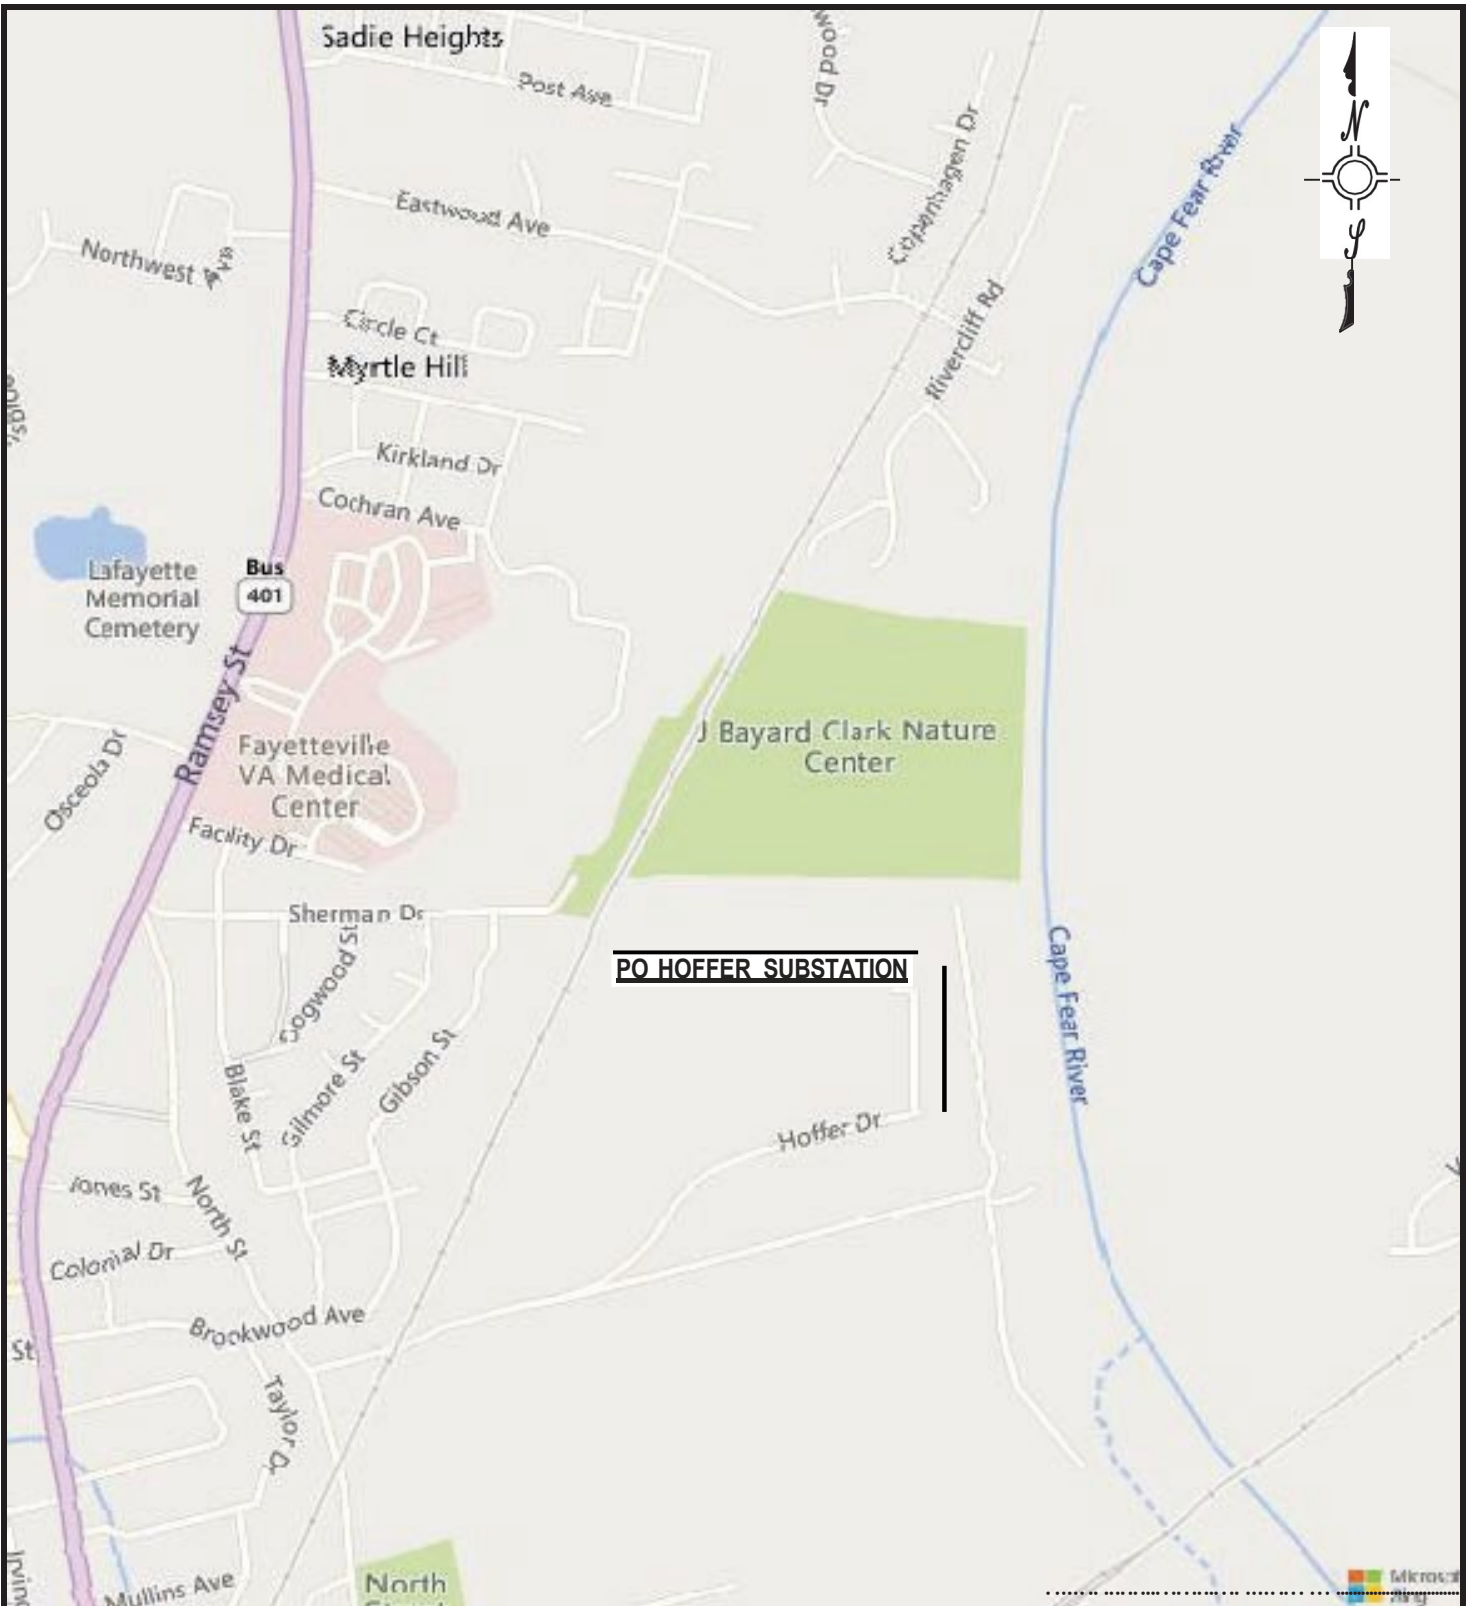 Sadie Heights
Post Ave
wood Dr
Copenhagen Dr
N
Cape Fear River
S
Eastwood Ave
Northwest Ave
Circle Ct
Myrtle Hill
Rivercliff Rd
Kirkland Dr
Cochran Ave
Lafayette
Memorial
Cemetery
Bus
401
Ramsey St
J Bayard Clark Nature
Center
Fayetteville
VA Medical
Center
Osceola Dr
Facility Dr
Sherman Dr
Dogwood St
PO HOFFER SUBSTATION
Cape Fear River
Blake St
Gilmore St
Gibson St
Hoffer Dr
Jones St
North St
Colonial Dr
Brookwood Ave
St
Taylor Dr
Irving
Mullins Ave
North
Microsof
Bing